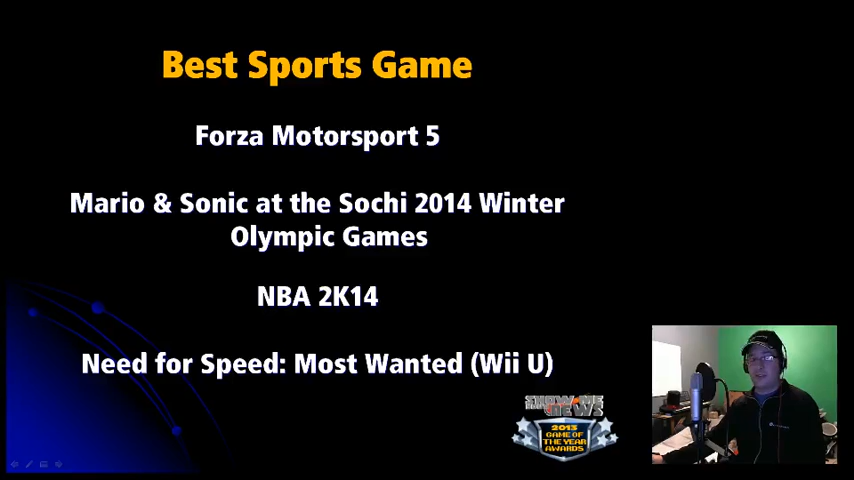 Best Sports Game
Forza Motorsport 5
Mario & Sonic at the Sochi 2014 Winter
Olympic Games
NBA 2K14
Need for Speed: Most Wanted (Wii U)
SHOW ME
NEWS
2013
GAME OF
THE YEAR
AWARDS